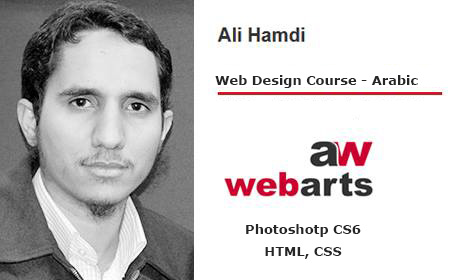 Ali Hamdi
Web Design Course - Arabic
aw
webarts
Photoshotp CS6
HTML, CSS